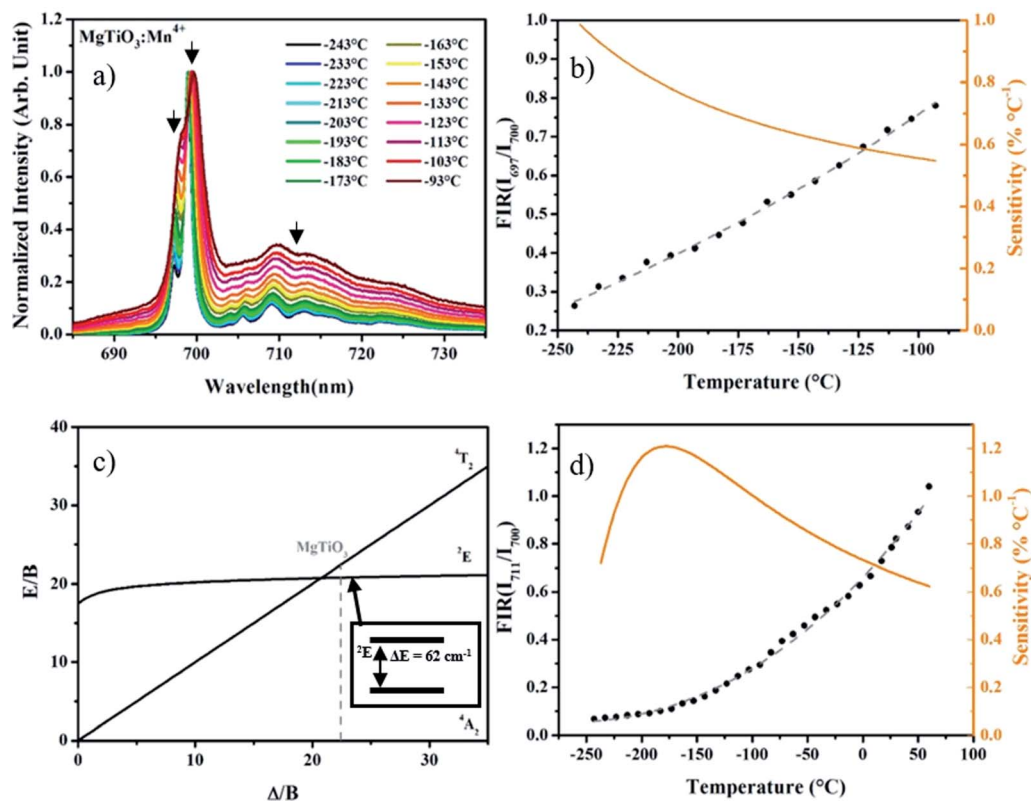 a)
MgTiO₃:Mn⁴⁺
-243°C -163°C
-233°C -153°C
-223°C -143°C
-213°C -133°C
-203°C -123°C
-193°C -113°C
-183°C -103°C
-173°C -93°C
Normalized Intensity (Arb. Unit)
1.2
1.0
0.8
0.6
0.4
0.2
0.0
690 700 710 720 730
Wavelength(nm)
b)
FIR(I₆₉₇/I₇₀₀)
1.0
0.9
0.8
0.7
0.6
0.5
0.4
0.3
0.2
-250 -225 -200 -175 -150 -125 -100
Temperature (°C)
1.0
0.8
0.6
0.4
0.2
0.0
Sensitivity (% °C⁻¹)
c)
E/B
40
30
20
10
0
⁴T₂
MgTiO₃
²E
²E ΔE = 62 cm⁻¹
⁴A₂
0 10 20 30
Δ/B
d)
FIR(I₇₁₁/I₇₀₀)
1.2
1.0
0.8
0.6
0.4
0.2
0.0
-250 -200 -150 -100 -50 0 50 100
Temperature (°C)
1.2
1.0
0.8
0.6
0.4
0.2
0.0
Sensitivity (% °C⁻¹)